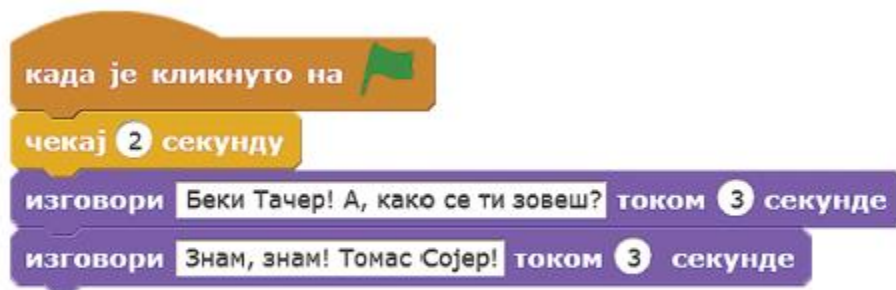 када је кликнуто на
чекај 2 секунду
изговори Беки Тачер! А, како се ти зовеш? током 3 секунде
изговори Знам, знам! Томас Сојер! током 3 секунде